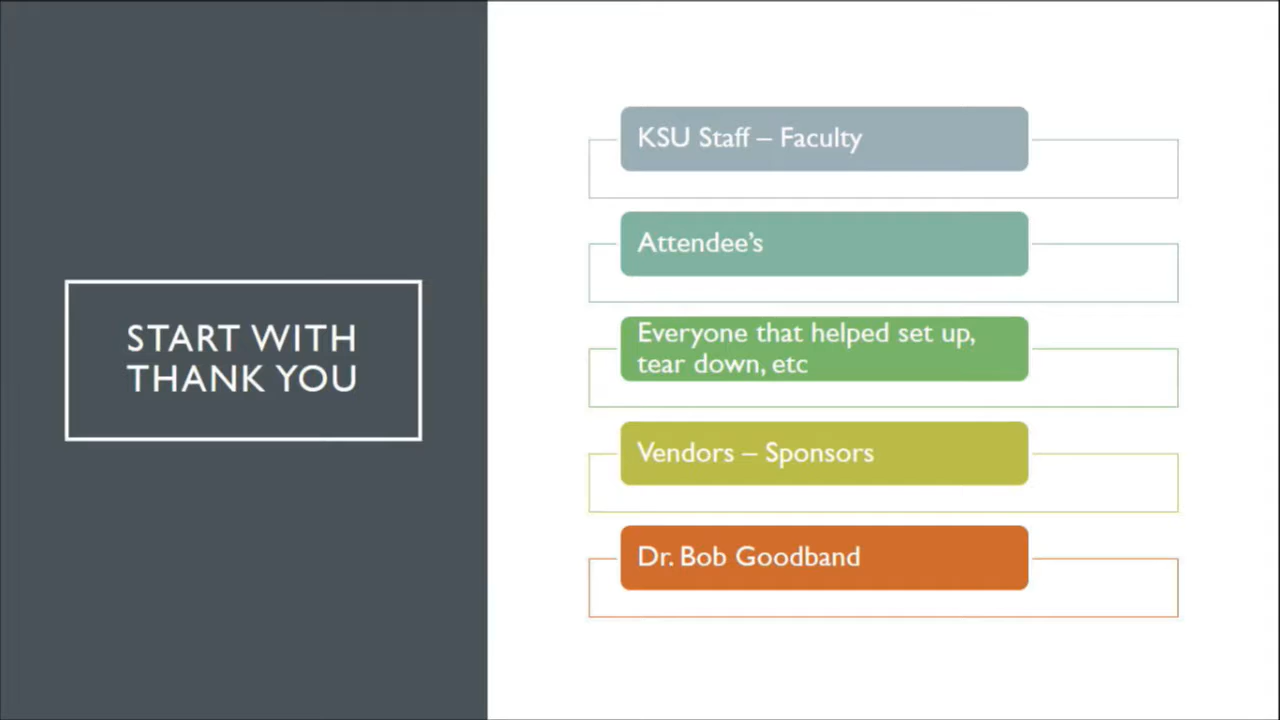 START WITH
THANK YOU
KSU Staff – Faculty
Attendee’s
Everyone that helped set up,
tear down, etc
Vendors – Sponsors
Dr. Bob Goodband